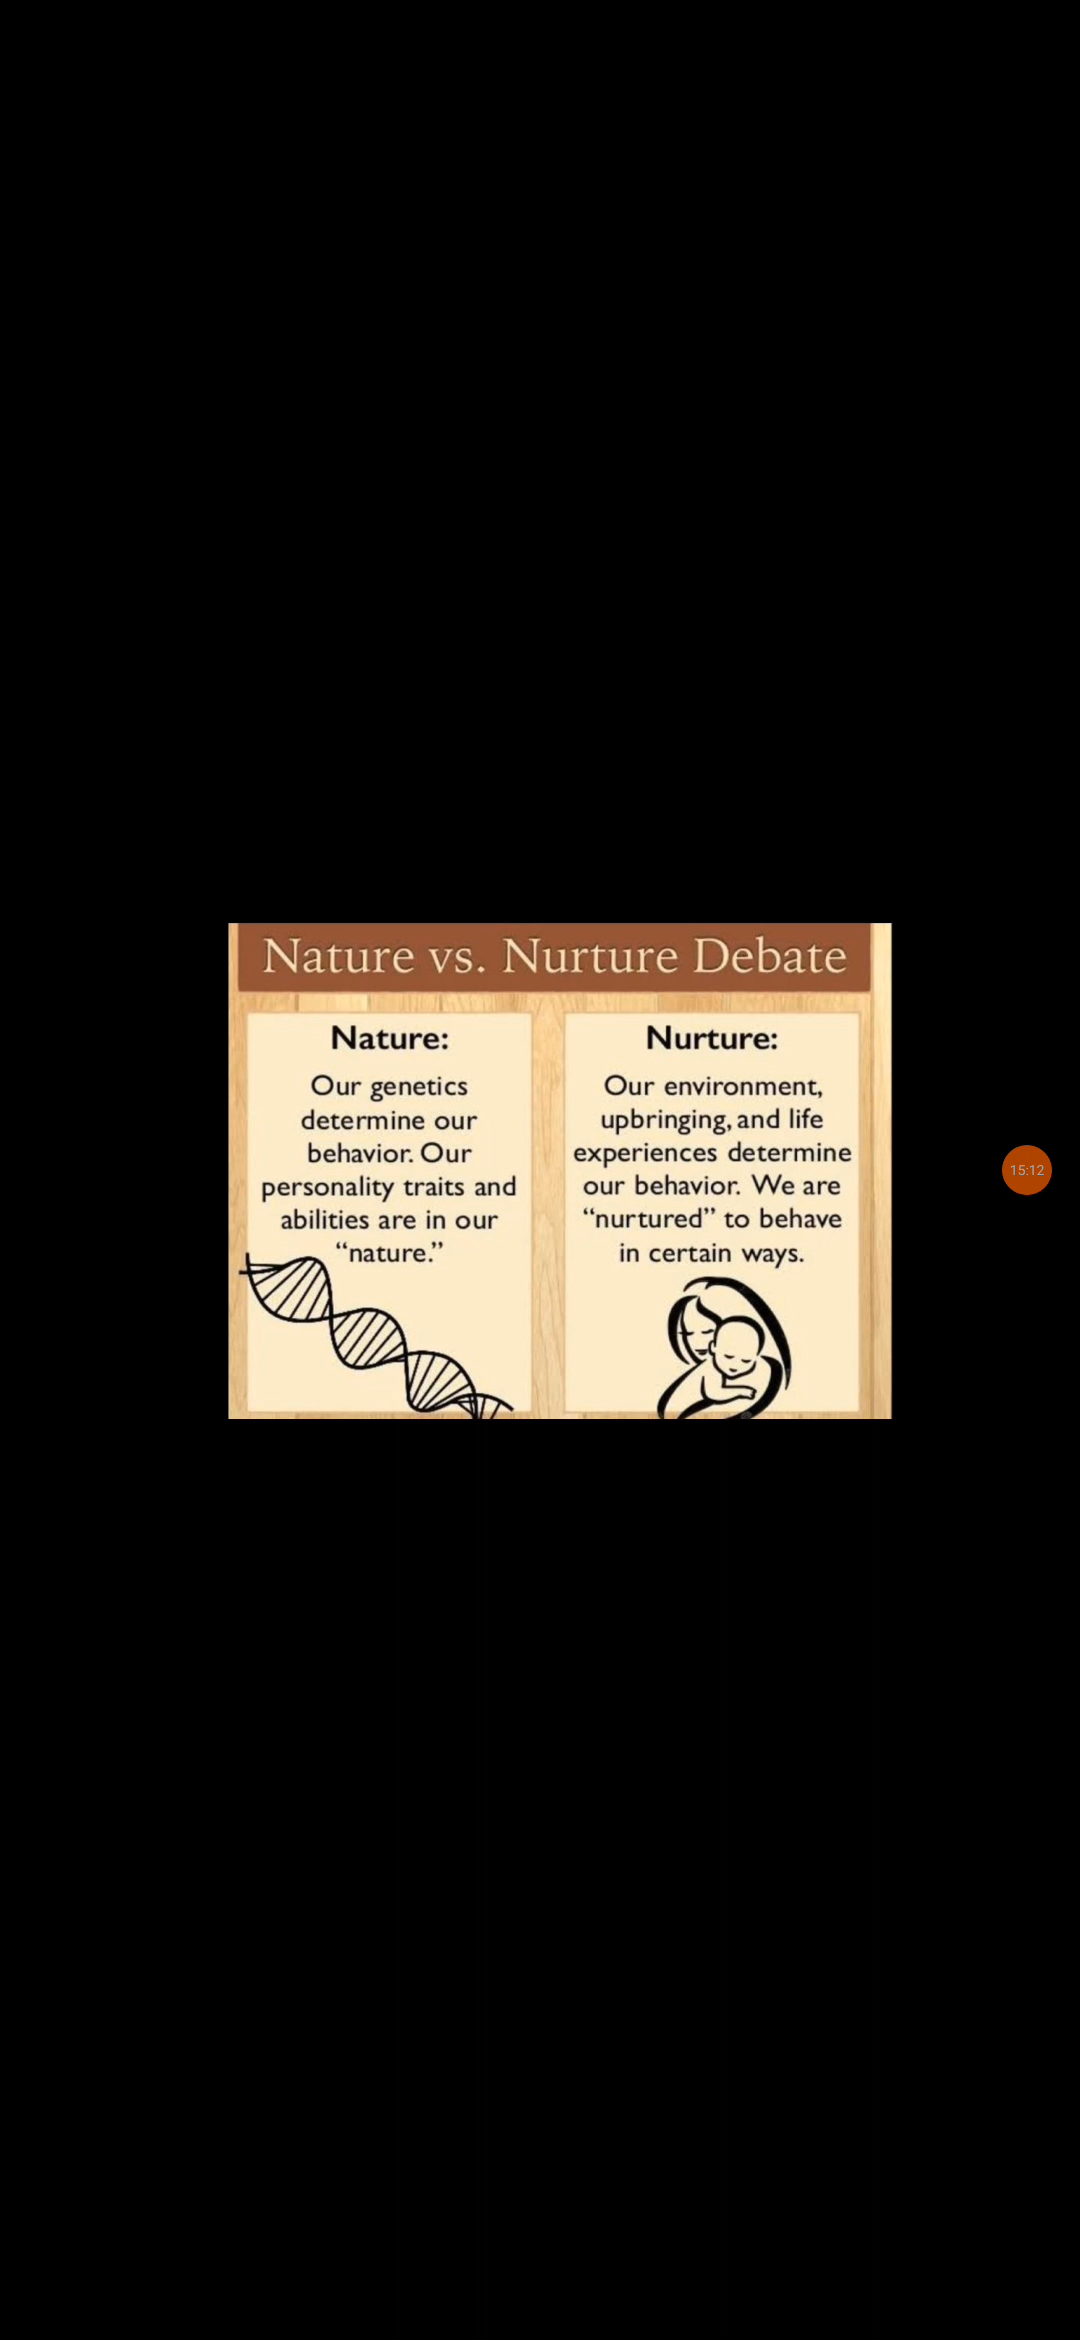 Nature vs. Nurture Debate
Nature:
Our genetics
determine our
behavior. Our
personality traits and
abilities are in our
“nature.”
Nurture:
Our environment,
upbringing, and life
experiences determine
our behavior. We are
“nurtured” to behave
in certain ways.
15:12